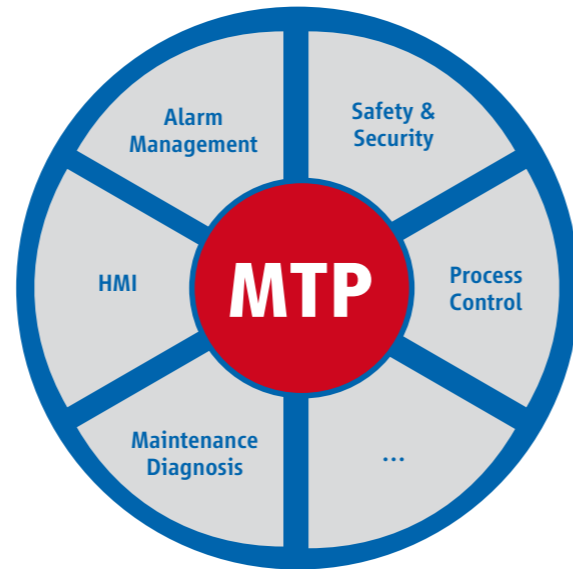 Alarm
Management
Safety &
Security
HMI
MTP
Process
Control
Maintenance
Diagnosis
...